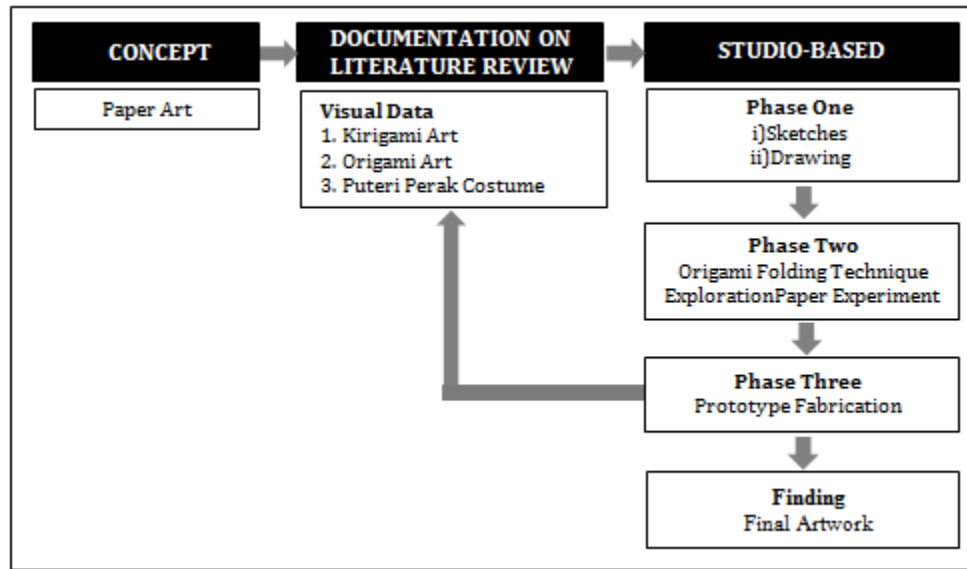 CONCEPT
Paper Art
DOCUMENTATION ON
LITERATURE REVIEW
Visual Data
1. Kirigami Art
2. Origami Art
3. Puteri Perak Costume
STUDIO-BASED
Phase One
i)Sketches
ii)Drawing
Phase Two
Origami Folding Technique
ExplorationPaper Experiment
Phase Three
Prototype Fabrication
Finding
Final Artwork